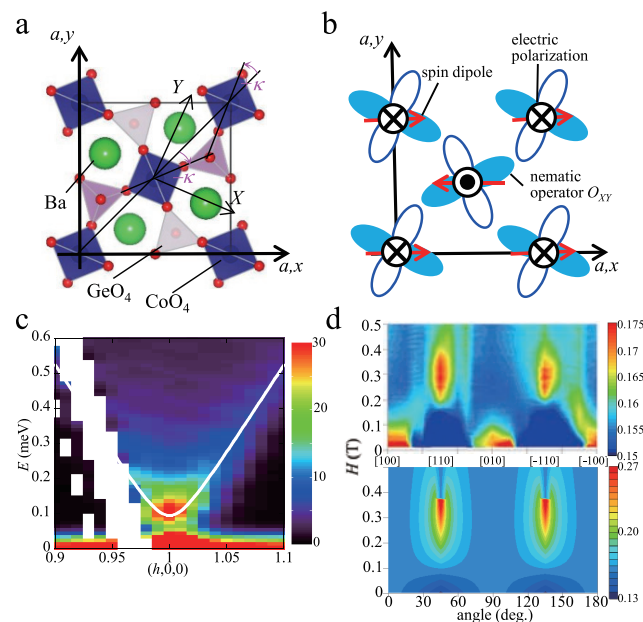 a
a,y
κ
Y
-κ
X
Ba
GeO4
CoO4
a,x
b
a,y
electric
polarization
spin dipole
nematic
operator OXY
a,x
c
0.6
0.5
0.4
0.3
0.2
0.1
0
E (meV)
0.9
0.95
1.05
1.1
(h,0,0)
30
20
10
0
d
0.5
0.4
0.3
0.2
0.1
0
[100]
[110]
[010]
[-110]
[-100]
0.175
0.17
0.165
0.16
0.155
0.15
H (T)
0.4
0.3
0.2
0.1
0
0
30
60
90
120
150
180
angle (deg.)
0.27
0.21
0.17
0.13